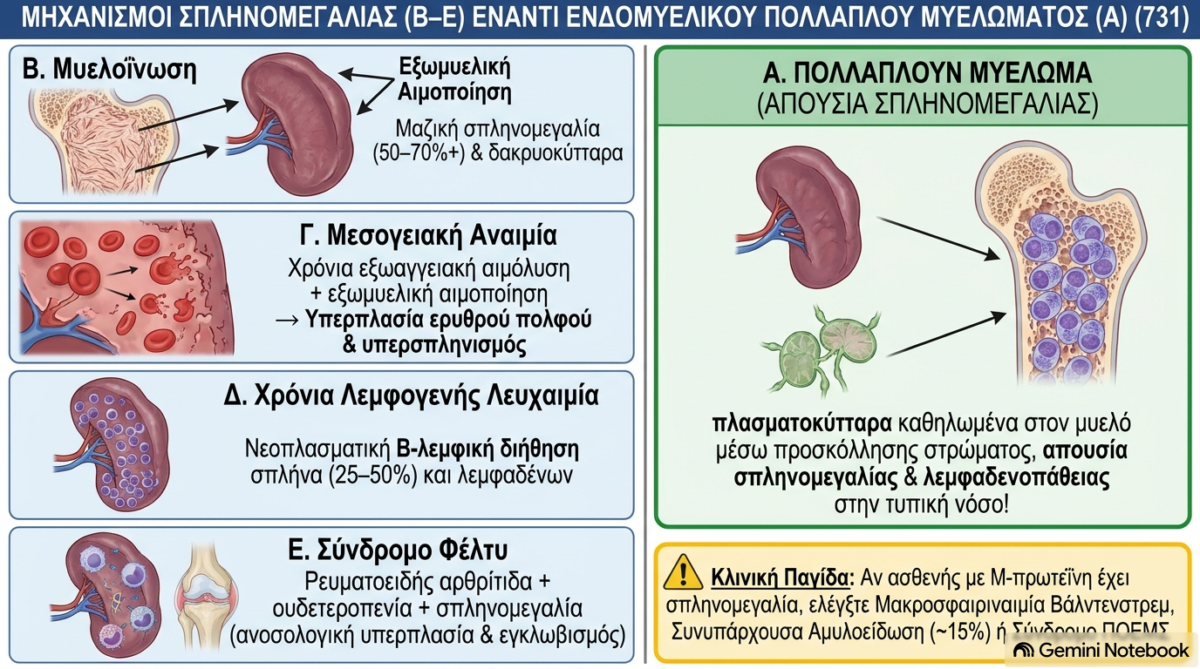 ΜΗΧΑΝΙΣΜΟΙ ΣΠΛΗΝΟΜΕΓΑΛΙΑΣ (Β–Ε) ΕΝΑΝΤΙ ΕΝΔΟΜΥΕΛΙΚΟΥ ΠΟΛΛΑΠΛΟΥ ΜΥΕΛΩΜΑΤΟΣ (Α) (731)
Β. Μυελοΐνωση
Εξωμυελική
Αιμοποίηση
Μαζική σπληνομεγαλία
(50–70%+) & δακρυοκύτταρα
Γ. Μεσογειακή Αναιμία
Χρόνια εξωαγγειακή αιμόλυση
+ εξωμυελική αιμοποίηση
→ Υπερπλασία ερυθρού πολφού
& υπερσπληνισμός
Δ. Χρόνια Λεμφογενής Λευχαιμία
Νεοπλασματική Β-λεμφική διήθηση
σπλήνα (25–50%) και λεμφαδένων
Ε. Σύνδρομο Φέλτυ
Ρευματοειδής αρθρίτιδα +
ουδετεροπενία + σπληνομεγαλία
(ανοσολογική υπερπλασία & εγκλωβισμός)
Α. ΠΟΛΛΑΠΛΟΥΝ ΜΥΕΛΩΜΑ
(ΑΠΟΥΣΙΑ ΣΠΛΗΝΟΜΕΓΑΛΙΑΣ)
πλασματοκύτταρα καθηλωμένα στον μυελό
μέσω προσκόλλησης στρώματος, απουσία
σπληνομεγαλίας & λεμφαδενοπάθειας
στην τυπική νόσο!
Κλινική Παγίδα: Αν ασθενής με Μ-πρωτεΐνη έχει
σπληνομεγαλία, ελέγξτε Μακροσφαιριναιμία Βάλντενστρεμ,
Συνυπάρχουσα Αμυλοείδωση (~15%) ή Σύνδρομο ΠΟΕΜΣ
Gemini Notebook